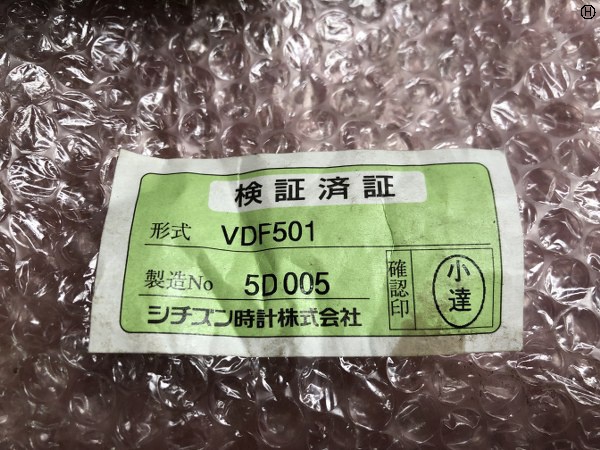 検証済証
形式 VDF501
製造No 5D005
シチズン時計株式会社
確認印
小達
H